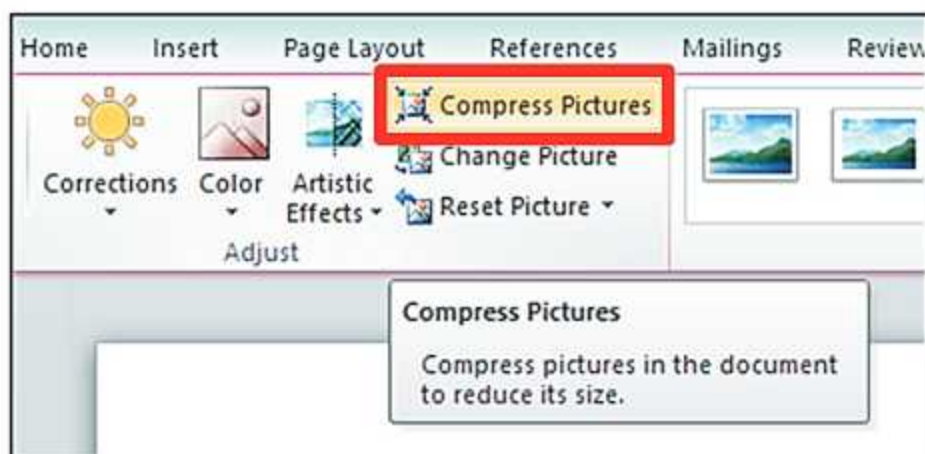 Home Insert Page Layout References Mailings Review
Compress Pictures
Change Picture
Reset Picture
Corrections Color Artistic
Effects
Adjust
Compress Pictures
Compress pictures in the document
to reduce its size.